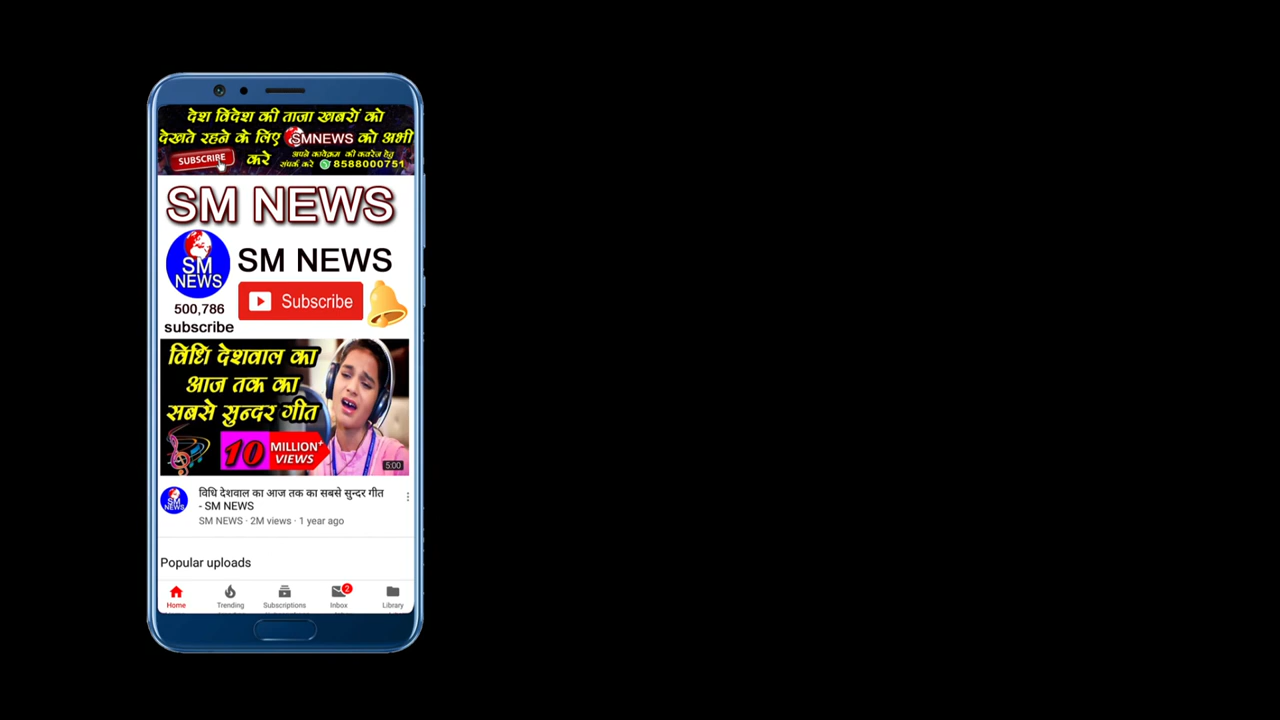 देश विदेश की ताजा खबरों को
देखते रहने के लिए SMNEWS को अभी
SUBSCRIBE करे अपने कार्यक्रम की कवरेज हेतु
संपर्क करे 8588000751
SM NEWS
SM NEWS
SM
NEWS
Subscribe
500,786
subscribe
विधि देशवाल का
आज तक का
सबसे सुन्दर गीत
10 MILLION+
VIEWS
5:00
विधि देशवाल का आज तक का सबसे सुन्दर गीत
- SM NEWS
SM
NEWS
SM NEWS · 2M views · 1 year ago
Popular uploads
2
Home Trending Subscriptions Inbox Library